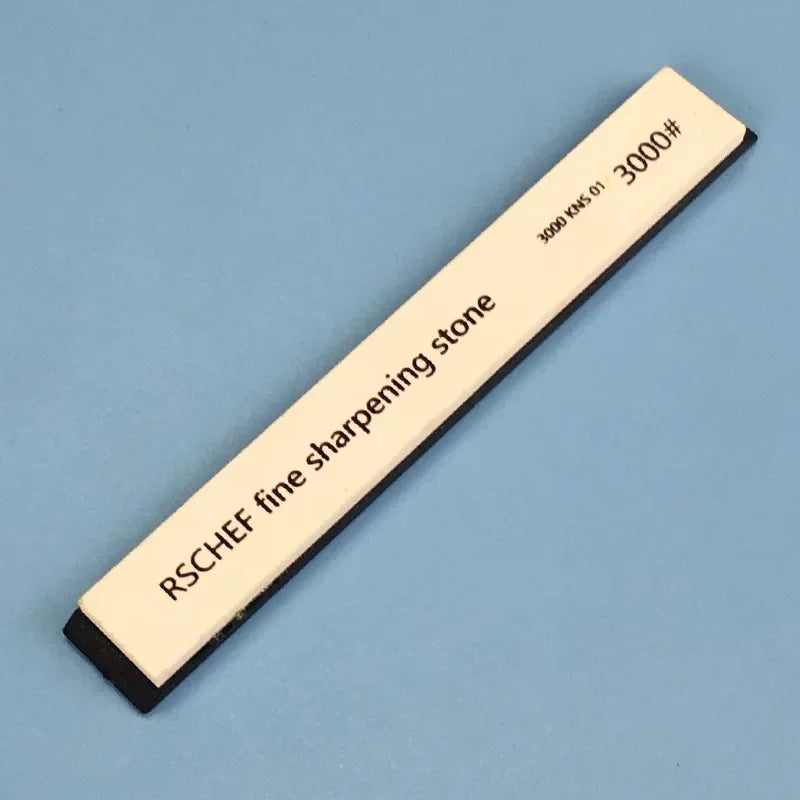 RSCHEF fine sharpening stone
3000 KNS 01
3000#